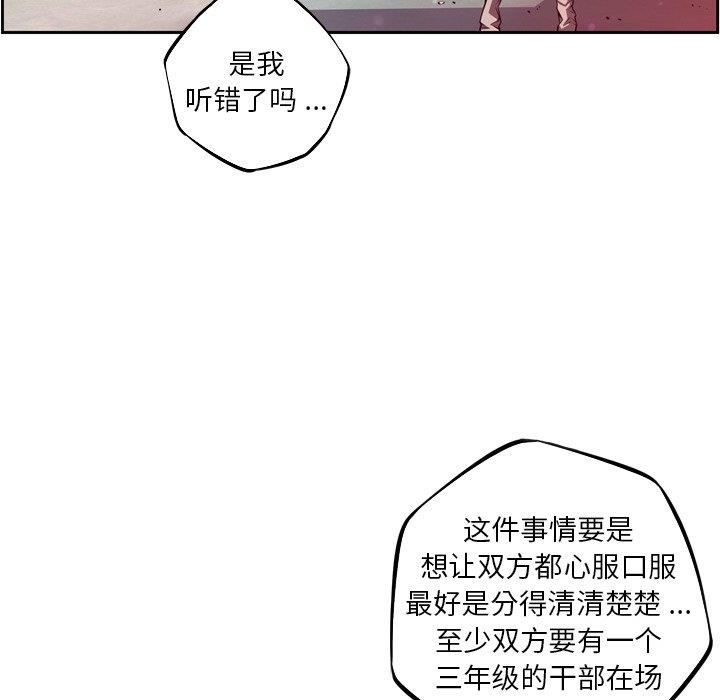 是我
听错了吗 ...
这件事情要是
想让双方都心服口服
最好是分得清清楚楚 ...
至少双方要有一个
三年级的干部在场